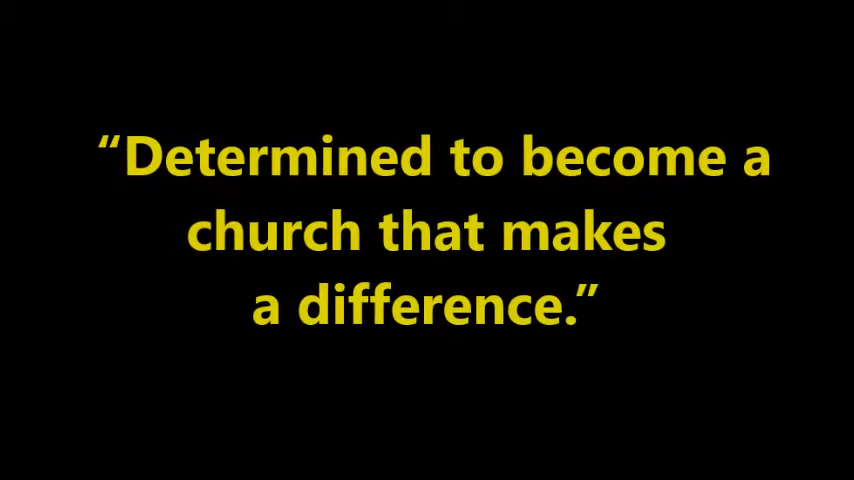 “Determined to become a
church that makes
a difference.”